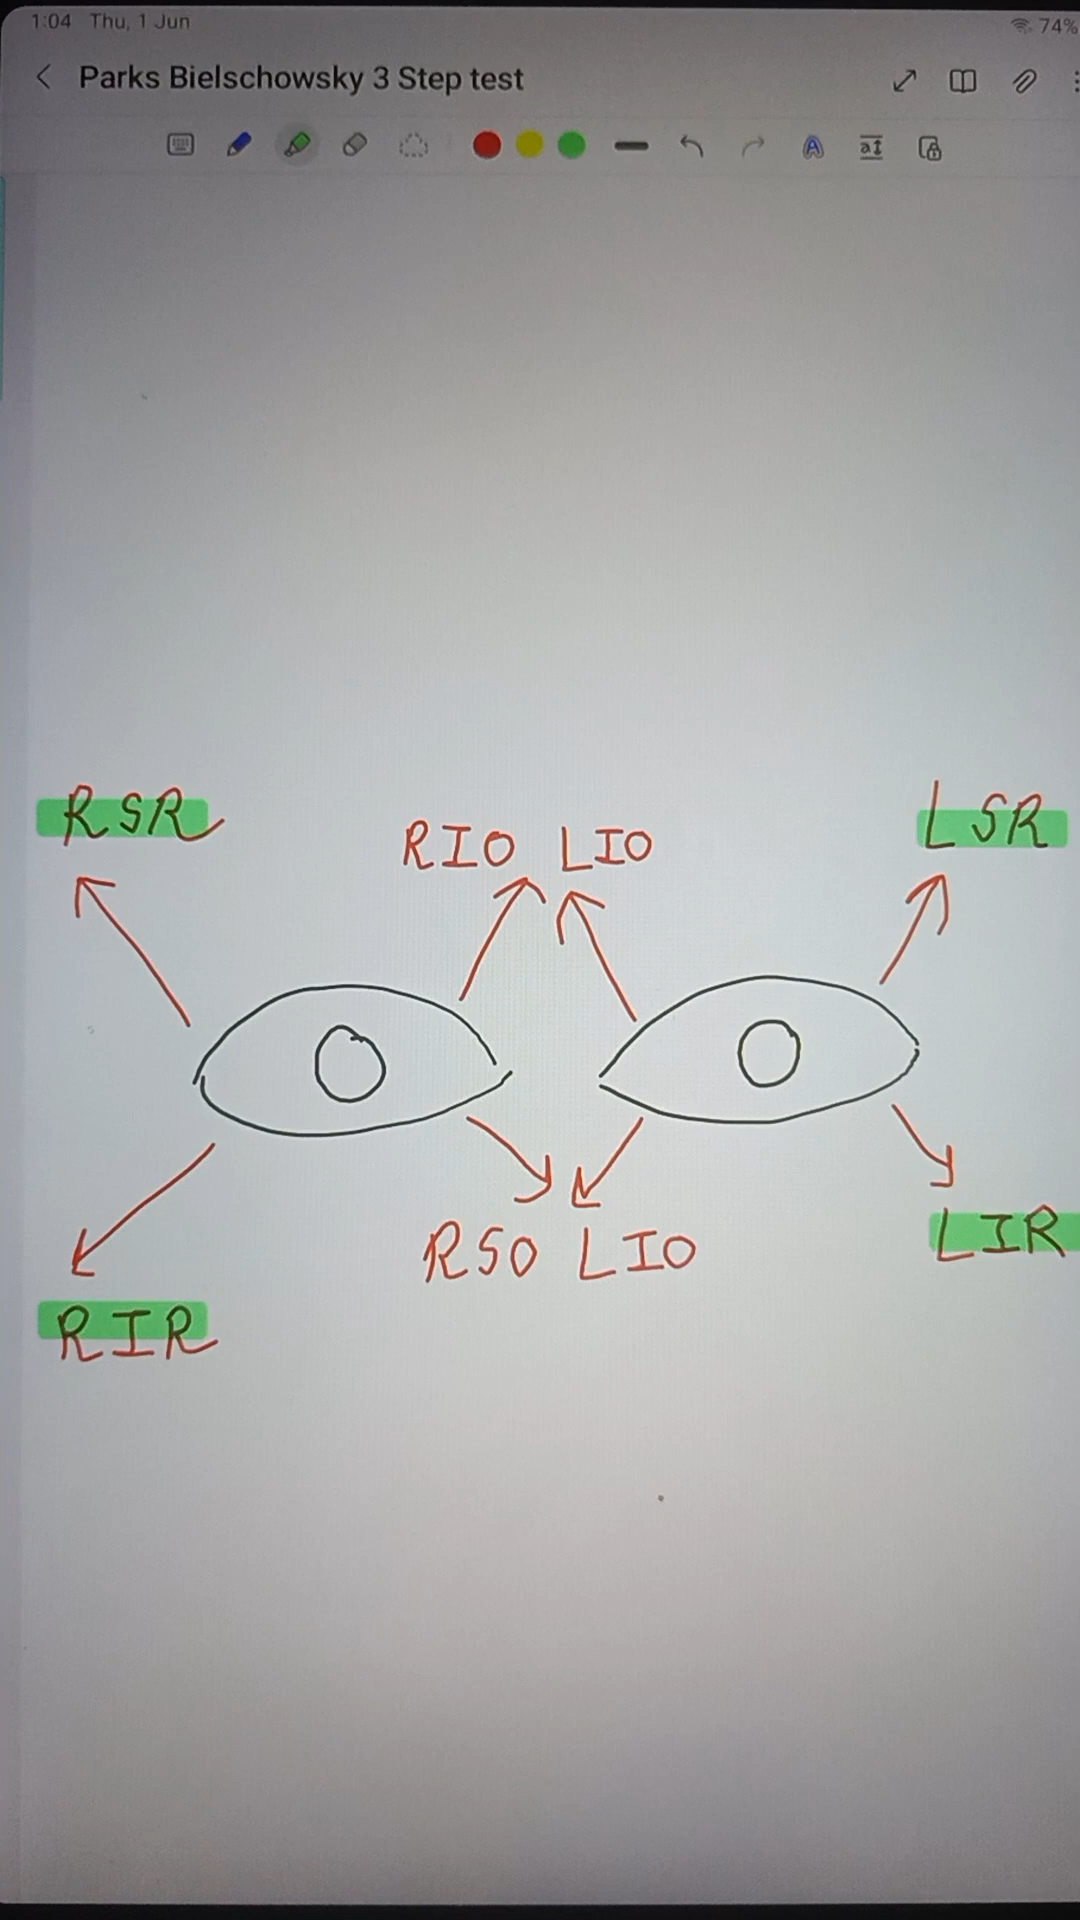 1:04 Thu, 1 Jun 74%
Parks Bielschowsky 3 Step test
RSR
RIO LIO
LSR
RSO LIO
LIR
RIR